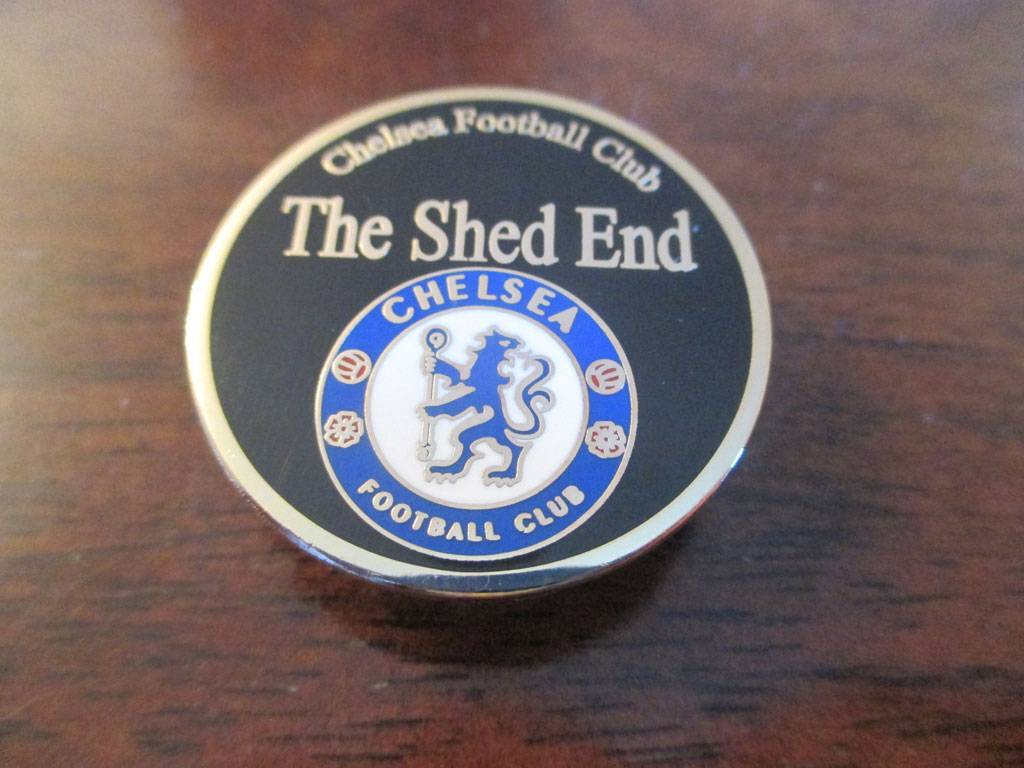 Chelsea Football Club
The Shed End
CHELSEA
FOOTBALL CLUB